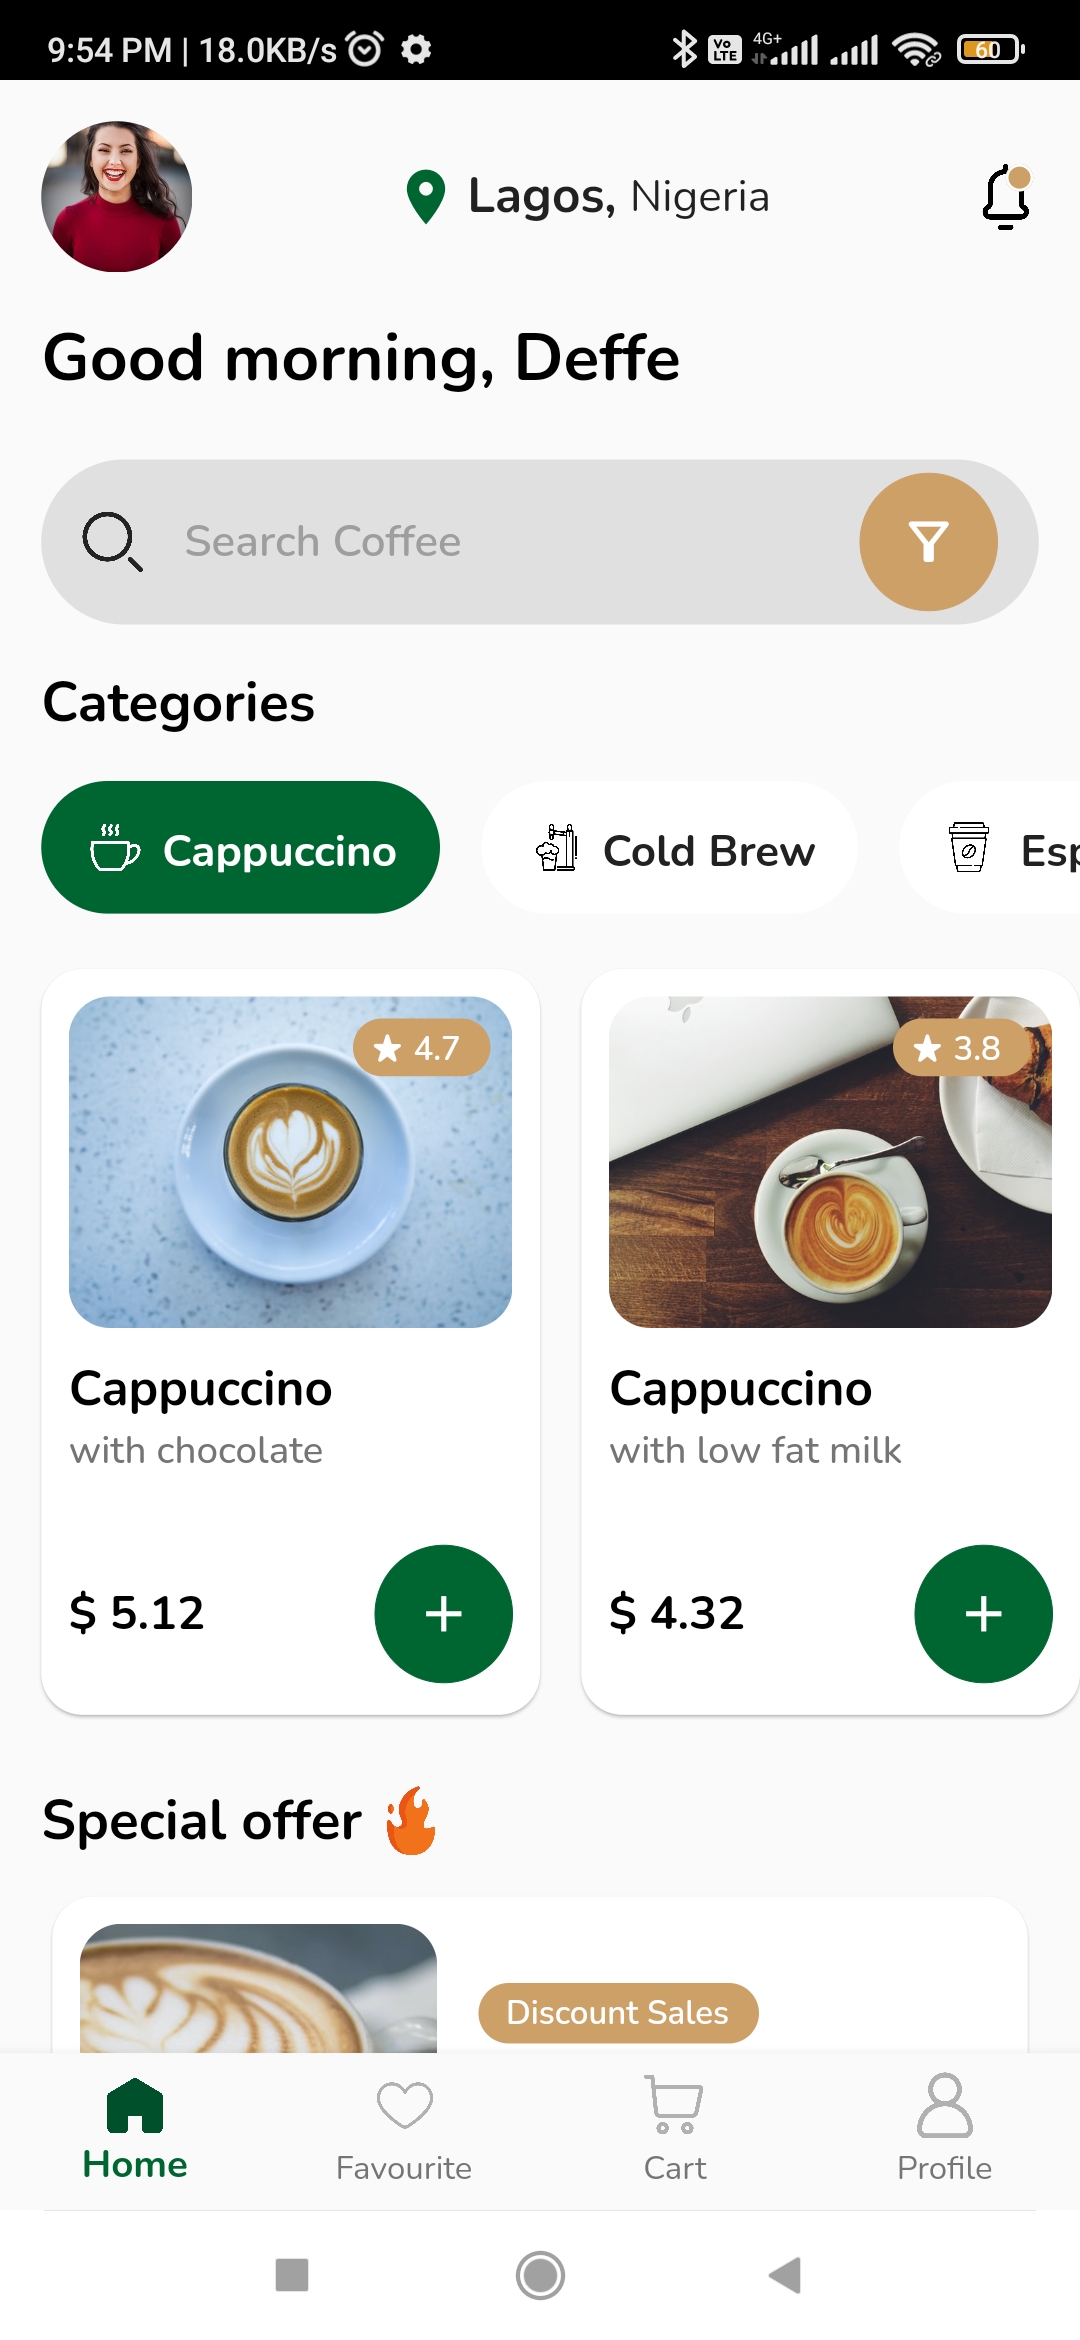 9:54 PM | 18.0KB/s
Vo LTE 4G+ 60
Lagos, Nigeria
Good morning, Deffe
Search Coffee
Categories
Cappuccino
Cold Brew
Esp
4.7
3.8
Cappuccino
with chocolate
Cappuccino
with low fat milk
$ 5.12
$ 4.32
Special offer
Discount Sales
Home
Favourite
Cart
Profile